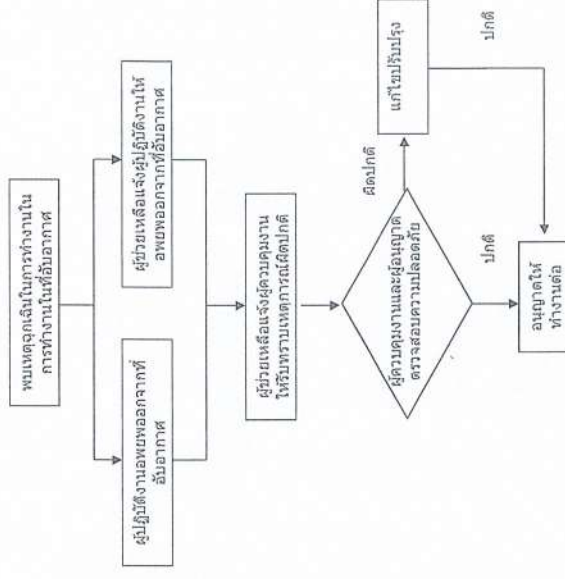 พบเหตุฉุกเฉินในการทำงานใน
การทำงานในที่อับอากาศ
ผู้ปฏิบัติงานอพยพออกจากที่
อับอากาศ
ผู้ช่วยเหลือแจ้งผู้ปฏิบัติงานให้
อพยพออกจากที่อับอากาศ
ผู้ช่วยเหลือแจ้งผู้ควบคุมงาน
ให้รับทราบเหตุการณ์ผิดปกติ
ผู้ควบคุมงานและผู้อนุญาต
ตรวจสอบความปลอดภัย
ผิดปกติ
แก้ไขปรับปรุง
ปกติ
ปกติ
อนุญาตให้
ทำงานต่อ